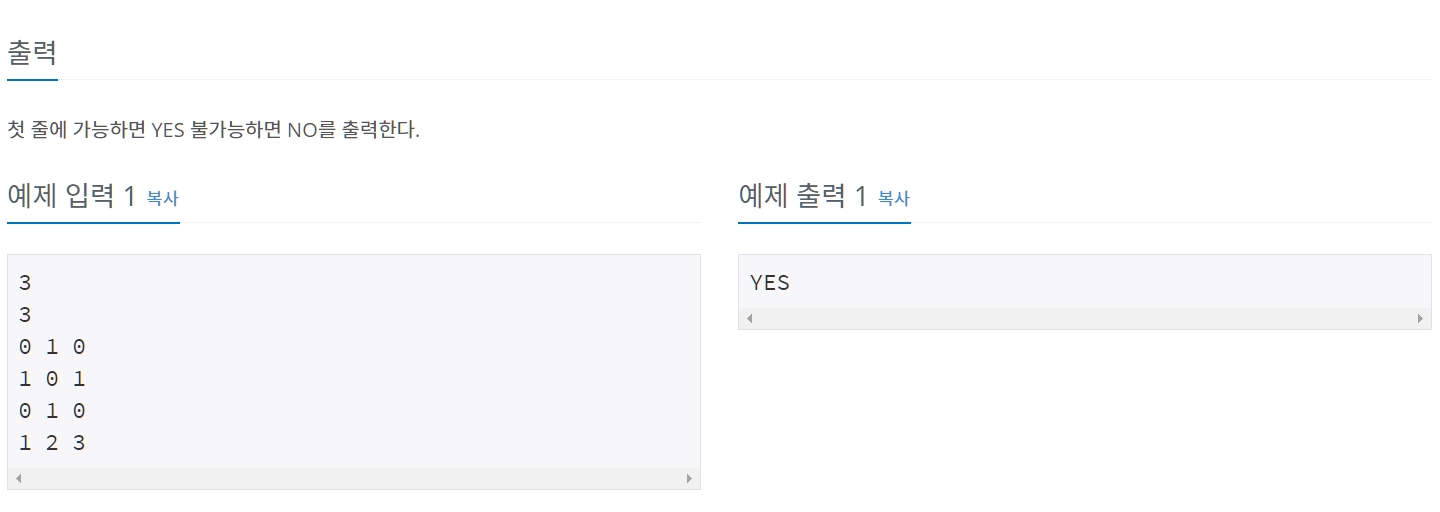 출력
첫 줄에 가능하면 YES 불가능하면 NO를 출력한다.
예제 입력 1 복사
3
3
0 1 0
1 0 1
0 1 0
1 2 3
예제 출력 1 복사
YES